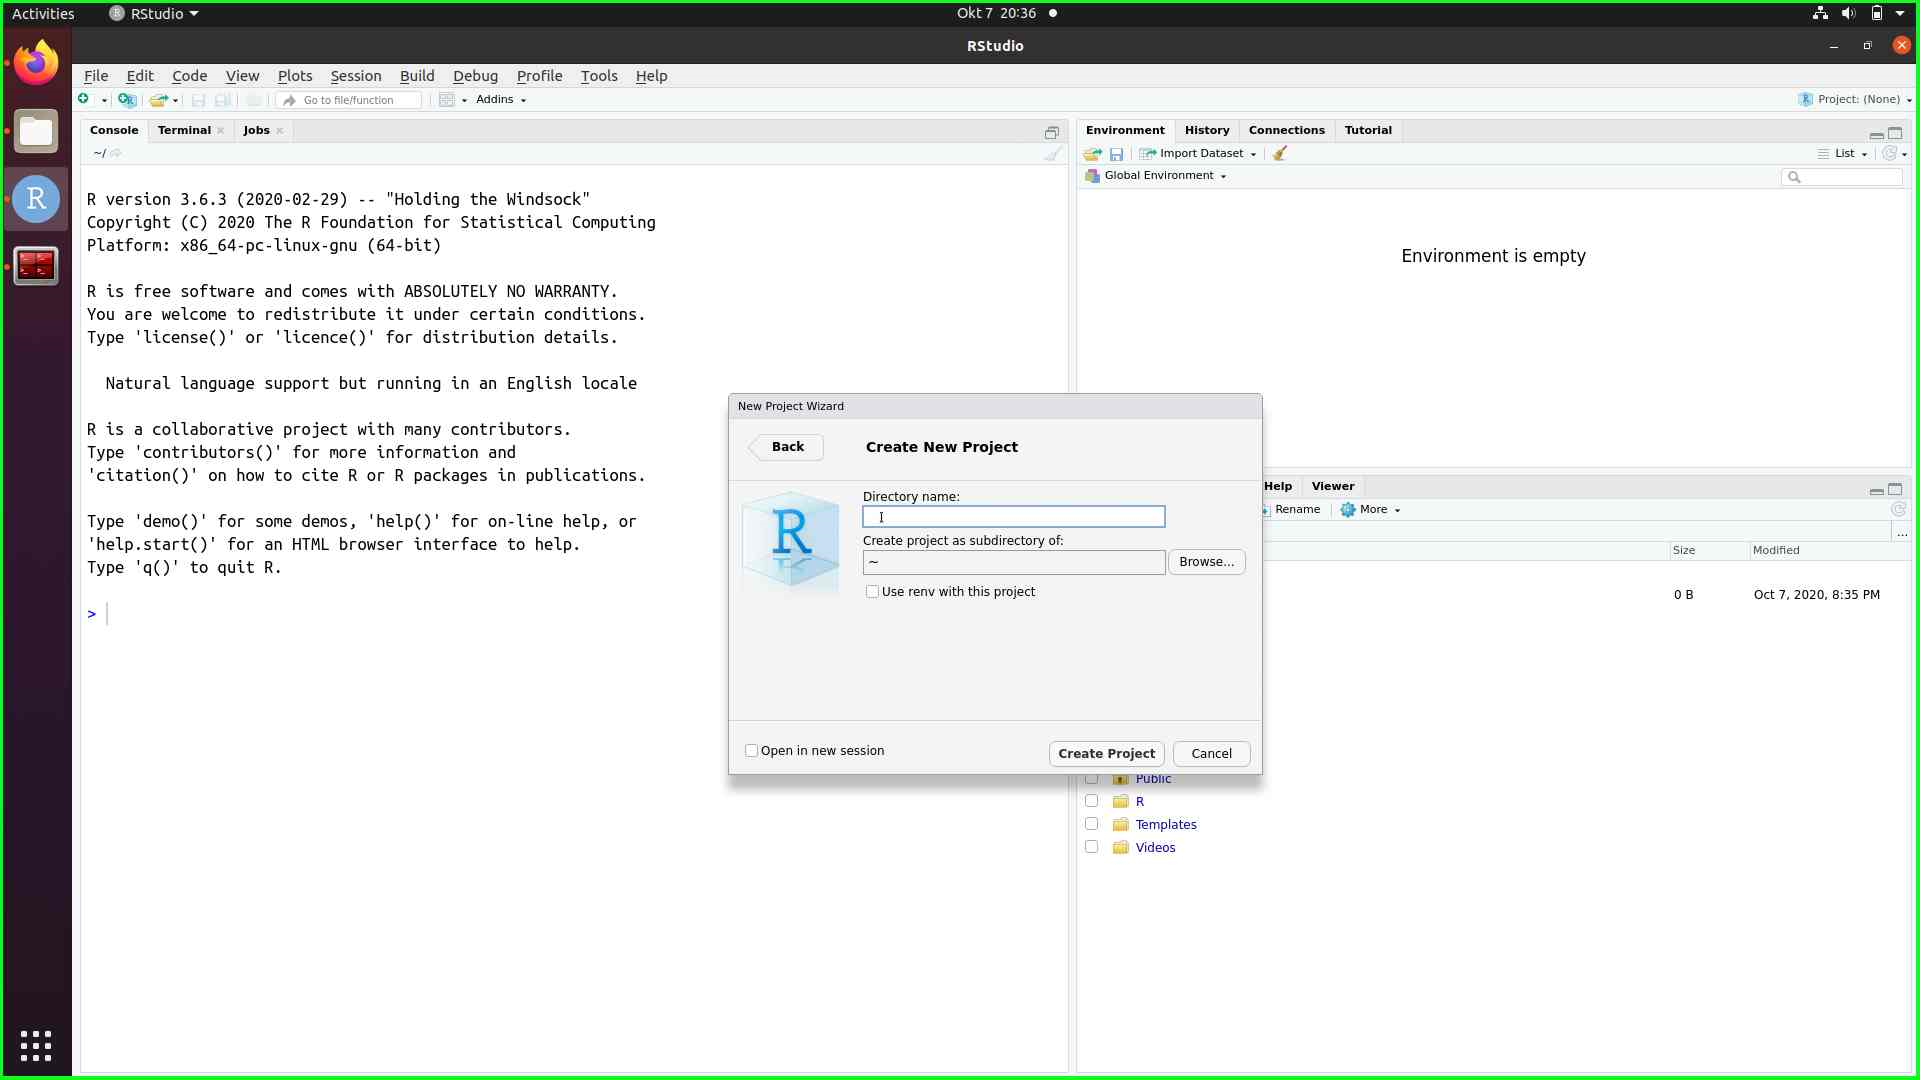 Activities
RStudio
Okt 7 20:36
RStudio
File Edit Code View Plots Session Build Debug Profile Tools Help
Go to file/function
Addins
Project: (None)
Console Terminal Jobs
~/
R version 3.6.3 (2020-02-29) -- "Holding the Windsock"
Copyright (C) 2020 The R Foundation for Statistical Computing
Platform: x86_64-pc-linux-gnu (64-bit)
R is free software and comes with ABSOLUTELY NO WARRANTY.
You are welcome to redistribute it under certain conditions.
Type 'license()' or 'licence()' for distribution details.
Natural language support but running in an English locale
R is a collaborative project with many contributors.
Type 'contributors()' for more information and
'citation()' on how to cite R or R packages in publications.
Type 'demo()' for some demos, 'help()' for on-line help, or
'help.start()' for an HTML browser interface to help.
Type 'q()' to quit R.
>
Environment History Connections Tutorial
Import Dataset
List
Global Environment
Environment is empty
New Project Wizard
Back
Create New Project
R
Directory name:
Create project as subdirectory of:
~
Browse...
Use renv with this project
Open in new session
Create Project
Cancel
Help Viewer
Rename More
...
Size Modified
0 B Oct 7, 2020, 8:35 PM
Public
R
Templates
Videos